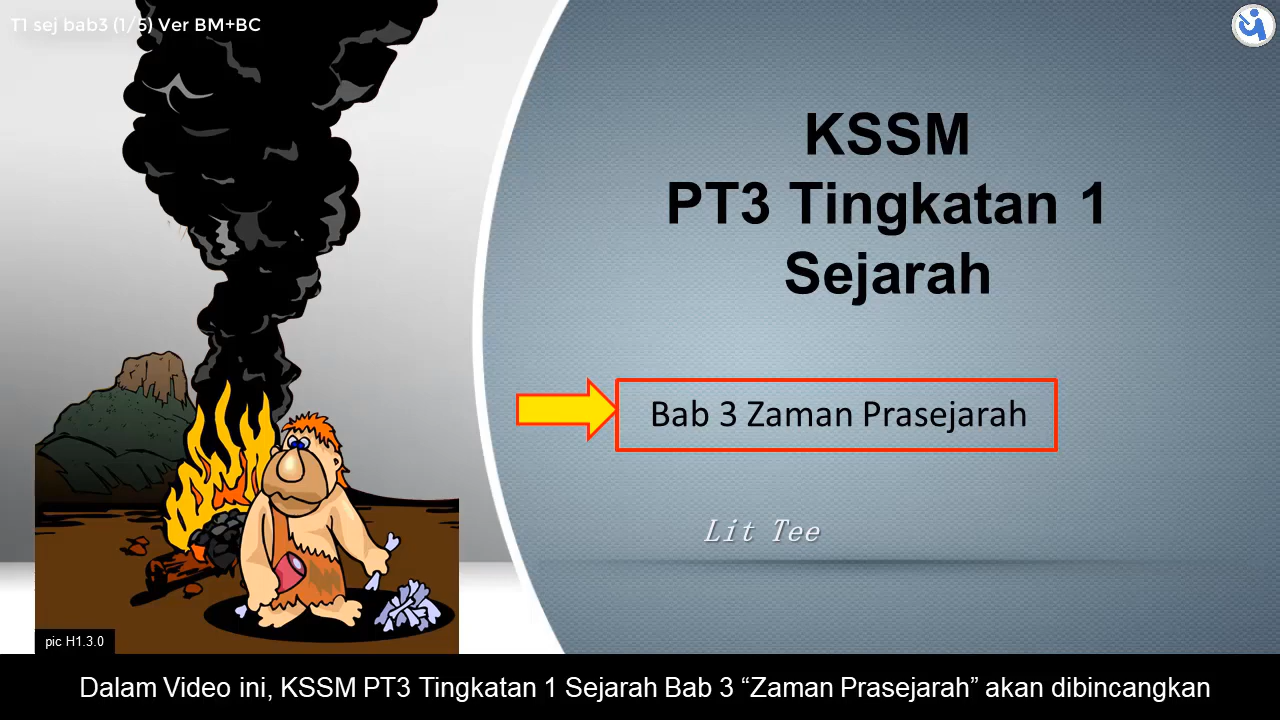 T1 sej bab3 (1/5) Ver BM+BC
KSSM
PT3 Tingkatan 1
Sejarah
Bab 3 Zaman Prasejarah
Lit Tee
pic H1.3.0
Dalam Video ini, KSSM PT3 Tingkatan 1 Sejarah Bab 3 “Zaman Prasejarah” akan dibincangkan